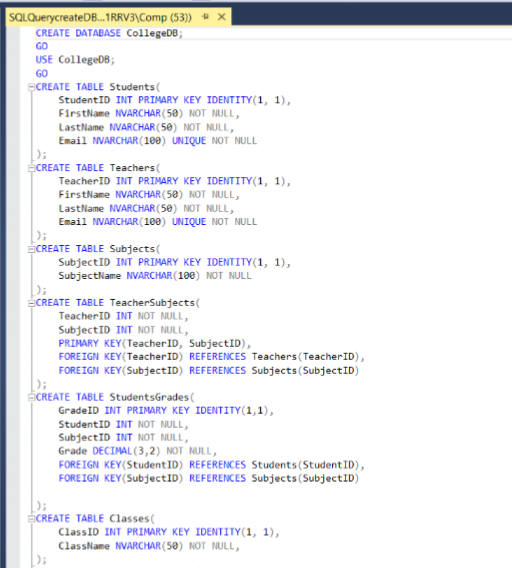 SQLQuerycreateDB...1RRV3\Comp (53))
CREATE DATABASE CollegeDB;
GO
USE CollegeDB;
GO
CREATE TABLE Students(
StudentID INT PRIMARY KEY IDENTITY(1, 1),
FirstName NVARCHAR(50) NOT NULL,
LastName NVARCHAR(50) NOT NULL,
Email NVARCHAR(100) UNIQUE NOT NULL
);
CREATE TABLE Teachers(
TeacherID INT PRIMARY KEY IDENTITY(1, 1),
FirstName NVARCHAR(50) NOT NULL,
LastName NVARCHAR(50) NOT NULL,
Email NVARCHAR(100) UNIQUE NOT NULL
);
CREATE TABLE Subjects(
SubjectID INT PRIMARY KEY IDENTITY(1, 1),
SubjectName NVARCHAR(100) NOT NULL
);
CREATE TABLE TeacherSubjects(
TeacherID INT NOT NULL,
SubjectID INT NOT NULL,
PRIMARY KEY(TeacherID, SubjectID),
FOREIGN KEY(TeacherID) REFERENCES Teachers(TeacherID),
FOREIGN KEY(SubjectID) REFERENCES Subjects(SubjectID)
);
CREATE TABLE StudentsGrades(
GradeID INT PRIMARY KEY IDENTITY(1,1),
StudentID INT NOT NULL,
SubjectID INT NOT NULL,
Grade DECIMAL(3,2) NOT NULL,
FOREIGN KEY(StudentID) REFERENCES Students(StudentID),
FOREIGN KEY(SubjectID) REFERENCES Subjects(SubjectID)
);
CREATE TABLE Classes(
ClassID INT PRIMARY KEY IDENTITY(1, 1),
ClassName NVARCHAR(50) NOT NULL,
);